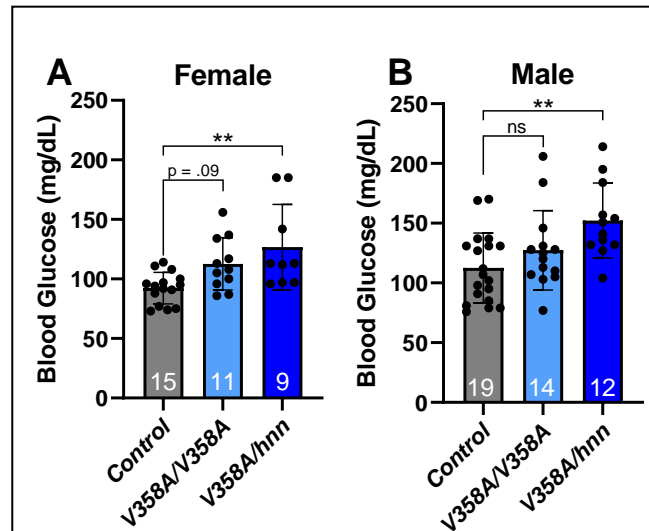 A
Female
Blood Glucose (mg/dL)
250
200
150
100
50
0
**
p = .09
15
11
9
Control
V358A/V358A
V358A/hnn
B
Male
Blood Glucose (mg/dL)
250
200
150
100
50
0
**
ns
19
14
12
Control
V358A/V358A
V358A/hnn